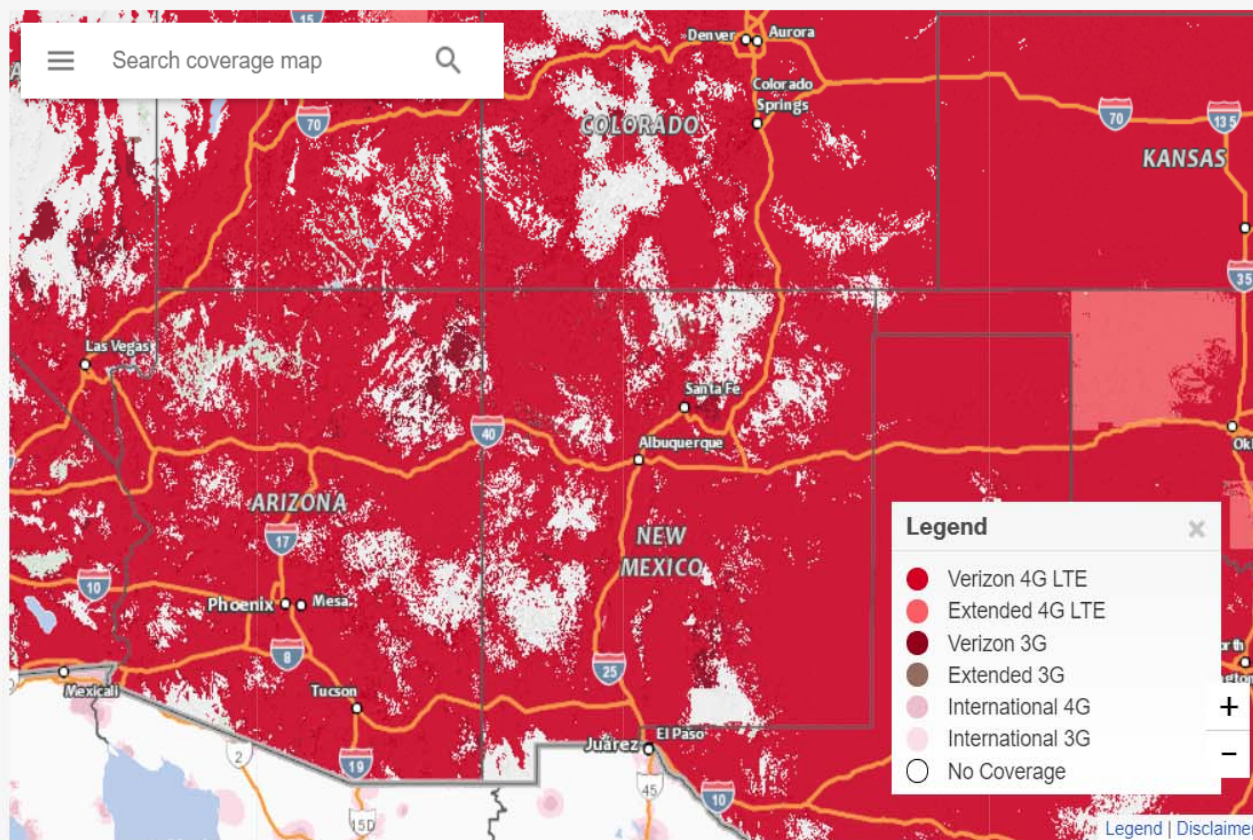 15
Search coverage map
Denver
Aurora
Colorado
Springs
70
COLORADO
70
135
KANSAS
35
Las Vegas
Santa Fe
40
Albuquerque
ARIZONA
17
NEW
MEXICO
10
Phoenix
Mesa
8
25
Mexicali
Tucson
Juárez
El Paso
2
19
45
10
15D
Legend
Verizon 4G LTE
Extended 4G LTE
Verizon 3G
Extended 3G
International 4G
International 3G
No Coverage
+
−
Legend | Disclaimer